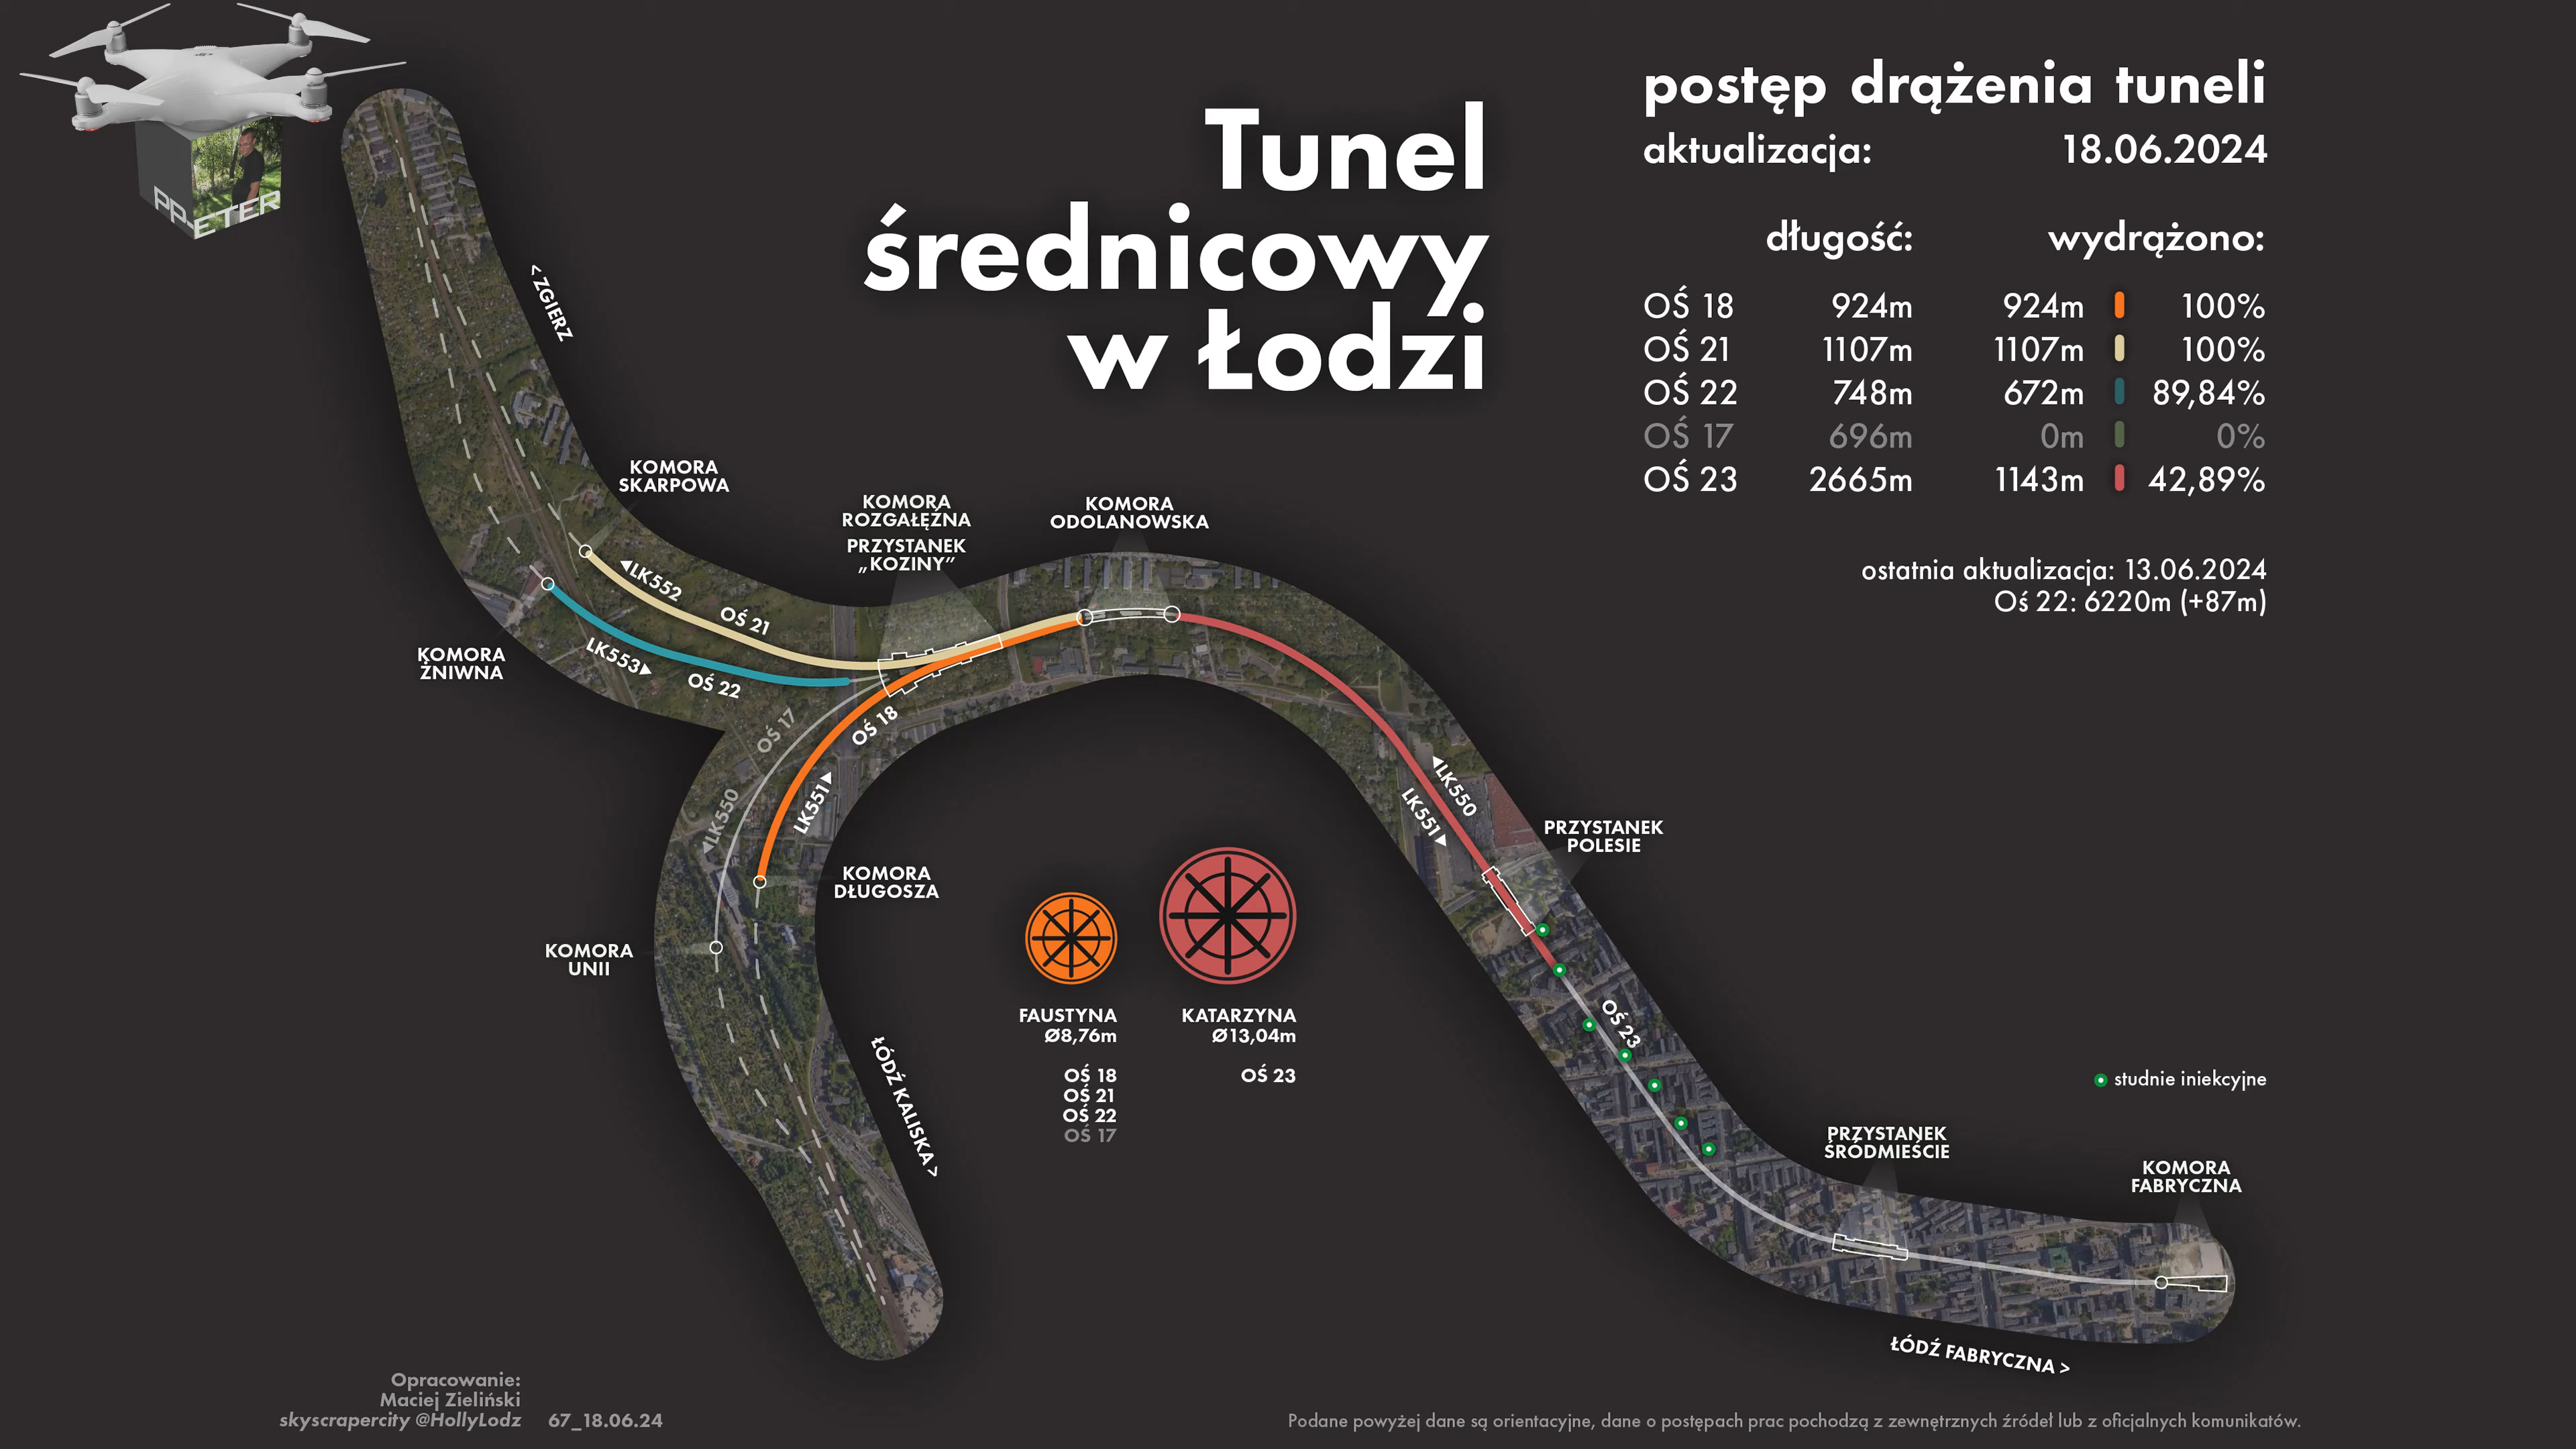 PP-ETER
Tunel
średnicowy
w Łodzi
postęp drążenia tuneli
aktualizacja: 18.06.2024
długość: wydrążono:
OŚ 18 924m 924m 100%
OŚ 21 1107m 1107m 100%
OŚ 22 748m 672m 89,84%
OŚ 17 696m 0m 0%
OŚ 23 2665m 1143m 42,89%
ostatnia aktualizacja: 13.06.2024
Oś 22: 6220m (+87m)
< ZGIERZ
KOMORA
SKARPOWA
KOMORA
ROZGAŁĘŹNA
PRZYSTANEK
„KOZINY”
KOMORA
ODOLANOWSKA
◄LK552
OŚ 21
KOMORA
ŻNIWNA
LK553►
OŚ 22
OŚ 17
OŚ 18
◄LK550
LK551►
◄LK550
LK551►
PRZYSTANEK
POLESIE
KOMORA
DŁUGOSZA
KOMORA
UNII
FAUSTYNA
Ø8,76m
OŚ 18
OŚ 21
OŚ 22
OŚ 17
KATARZYNA
Ø13,04m
OŚ 23
OŚ 23
ŁÓDŹ KALISKA >
studnie iniekcyjne
PRZYSTANEK
ŚRÓDMIEŚCIE
KOMORA
FABRYCZNA
ŁÓDŹ FABRYCZNA >
Opracowanie:
Maciej Zieliński
skyscrapercity @HollyLodz 67_18.06.24
Podane powyżej dane są orientacyjne, dane o postępach prac pochodzą z zewnętrznych źródeł lub z oficjalnych komunikatów.